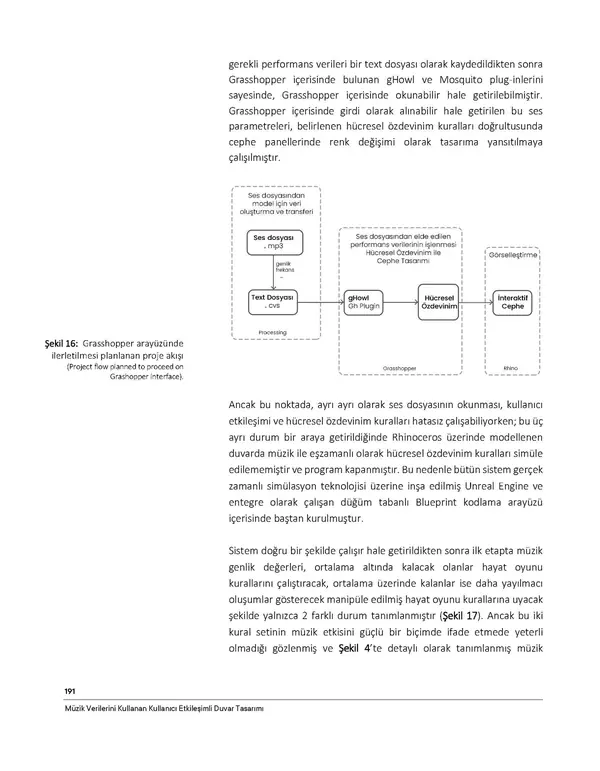 gerekli performans verileri bir text dosyası olarak kaydedildikten sonra
Grasshopper içerisinde bulunan gHowl ve Mosquito plug-inlerini
sayesinde, Grasshopper içerisinde okunabilir hale getirilebilmiştir.
Grasshopper içerisinde girdi olarak alınabilir hale getirilen bu ses
parametreleri, belirlenen hücresel özdevinim kuralları doğrultusunda
cephe panellerinde renk değişimi olarak tasarıma yansıtılmaya
çalışılmıştır.
Ses dosyasından
model için veri
oluşturma ve transferi
Ses dosyası
. mp3
genlik
frekans
...
Text Dosyası
. cvs
Processing
Ses dosyasından elde edilen
performans verilerinin işlenmesi
Hücresel Özdevinim ile
Cephe Tasarımı
gHowl
Gh Plugin
Hücresel
Özdevinim
Grasshopper
Görselleştirme
İnteraktif
Cephe
Rhino
Şekil 16: Grasshopper arayüzünde
ilerletilmesi planlanan proje akışı
(Project flow planned to proceed on
Grashopper interface).
Ancak bu noktada, ayrı ayrı olarak ses dosyasının okunması, kullanıcı
etkileşimi ve hücresel özdevinim kuralları hatasız çalışabiliyorken; bu üç
ayrı durum bir araya getirildiğinde Rhinoceros üzerinde modellenen
duvarda müzik ile eşzamanlı olarak hücresel özdevinim kuralları simüle
edilememiştir ve program kapanmıştır. Bu nedenle bütün sistem gerçek
zamanlı simülasyon teknolojisi üzerine inşa edilmiş Unreal Engine ve
entegre olarak çalışan düğüm tabanlı Blueprint kodlama arayüzü
içerisinde baştan kurulmuştur.
Sistem doğru bir şekilde çalışır hale getirildikten sonra ilk etapta müzik
genlik değerleri, ortalama altında kalacak olanlar hayat oyunu
kurallarını çalıştıracak, ortalama üzerinde kalanlar ise daha yayılmacı
oluşumlar gösterecek manipüle edilmiş hayat oyunu kurallarına uyacak
şekilde yalnızca 2 farklı durum tanımlanmıştır (Şekil 17). Ancak bu iki
kural setinin müzik etkisini güçlü bir biçimde ifade etmede yeterli
olmadığı gözlenmiş ve Şekil 4'te detaylı olarak tanımlanmış müzik
191
Müzik Verilerini Kullanan Kullanıcı Etkileşimli Duvar Tasarımı